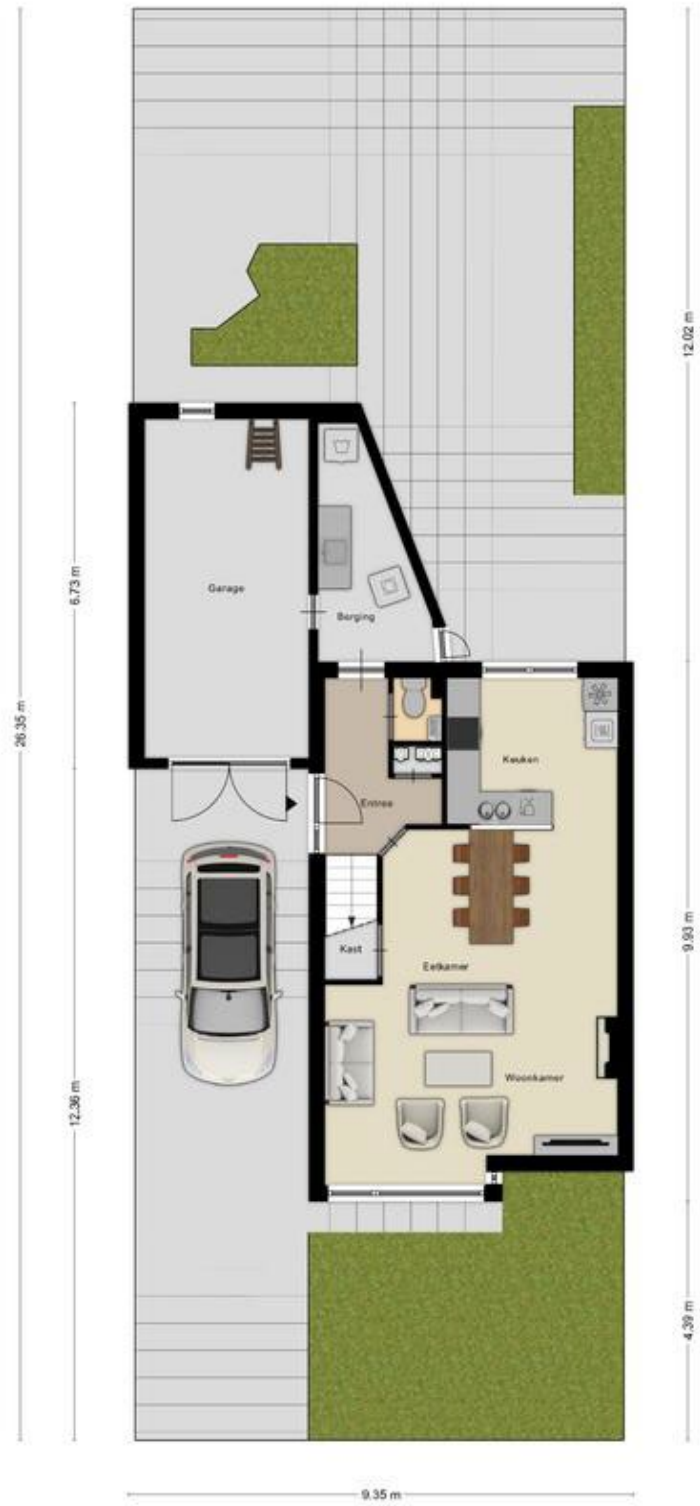 12.02 m
Garage
6.73 m
Berging
26.35 m
Keuken
Entree
9.93 m
Kast
Eetkamer
Woonkamer
12.36 m
4.39 m
9.35 m